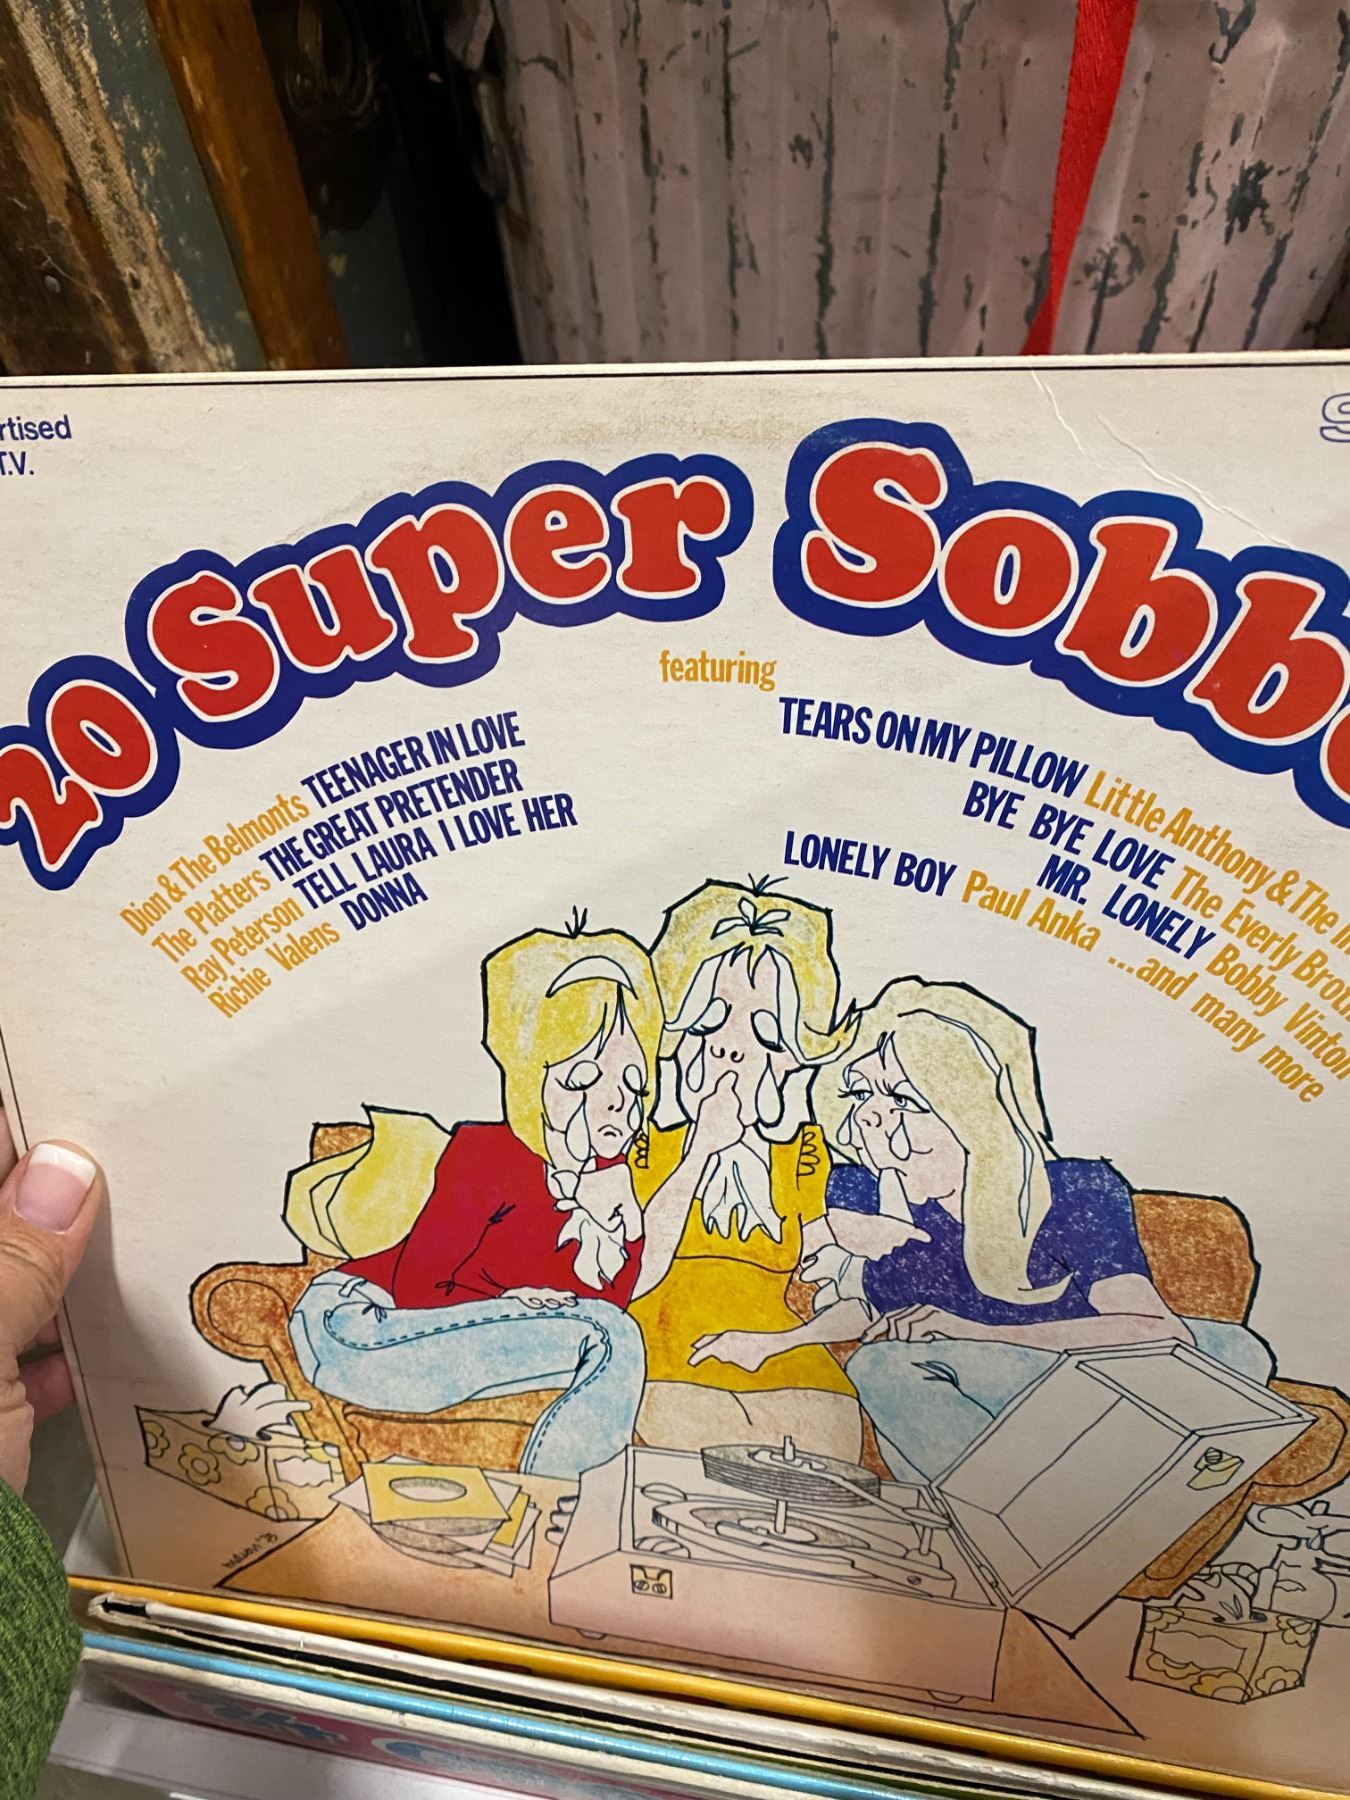 rtised
T.V.
20 Super Sobb
featuring
Dion & The Belmonts TEENAGER IN LOVE
The Platters THE GREAT PRETENDER
Ray Peterson TELL LAURA I LOVE HER
Richie Valens DONNA
TEARS ON MY PILLOW Little Anthony & The
BYE BYE LOVE The Everly Brot
MR. LONELY Bobby Vinton
LONELY BOY Paul Anka ...and many more